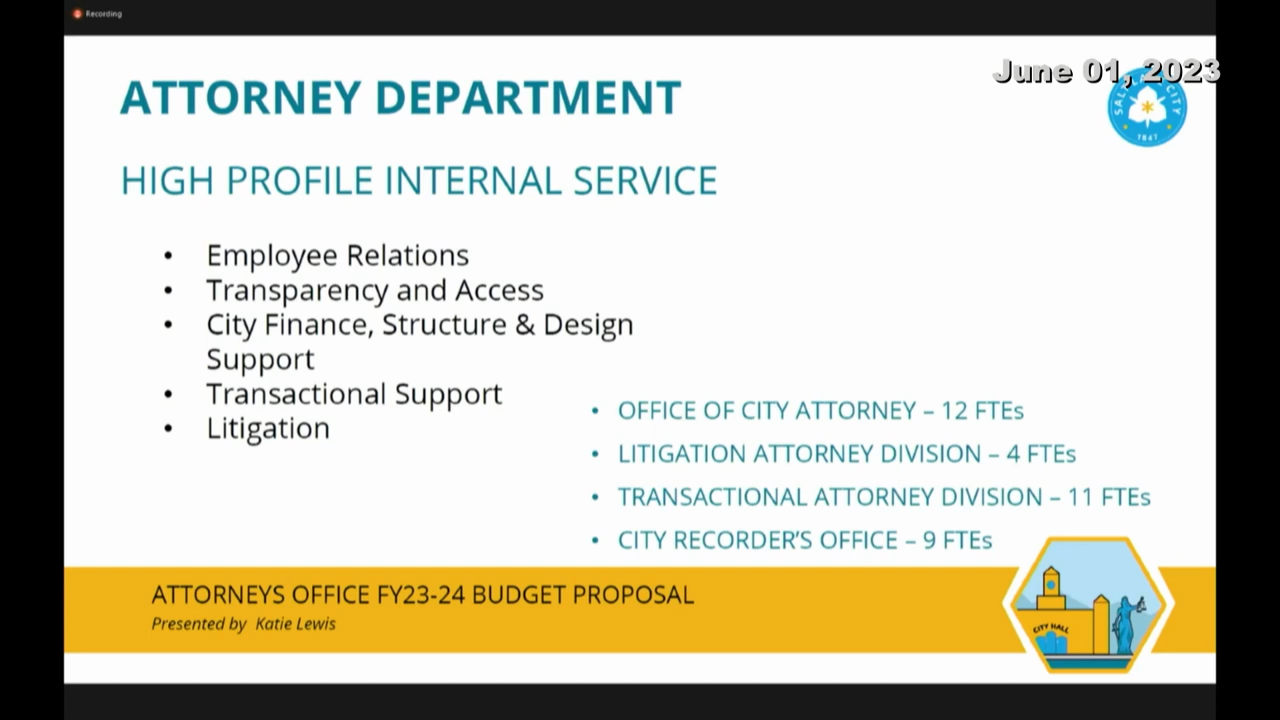 Recording
June 01, 2023
ATTORNEY DEPARTMENT
1847
HIGH PROFILE INTERNAL SERVICE
• Employee Relations
• Transparency and Access
• City Finance, Structure & Design
Support
• Transactional Support
• Litigation
• OFFICE OF CITY ATTORNEY – 12 FTEs
• LITIGATION ATTORNEY DIVISION – 4 FTEs
• TRANSACTIONAL ATTORNEY DIVISION – 11 FTEs
• CITY RECORDER'S OFFICE – 9 FTEs
ATTORNEYS OFFICE FY23-24 BUDGET PROPOSAL
Presented by Katie Lewis
CITY HALL